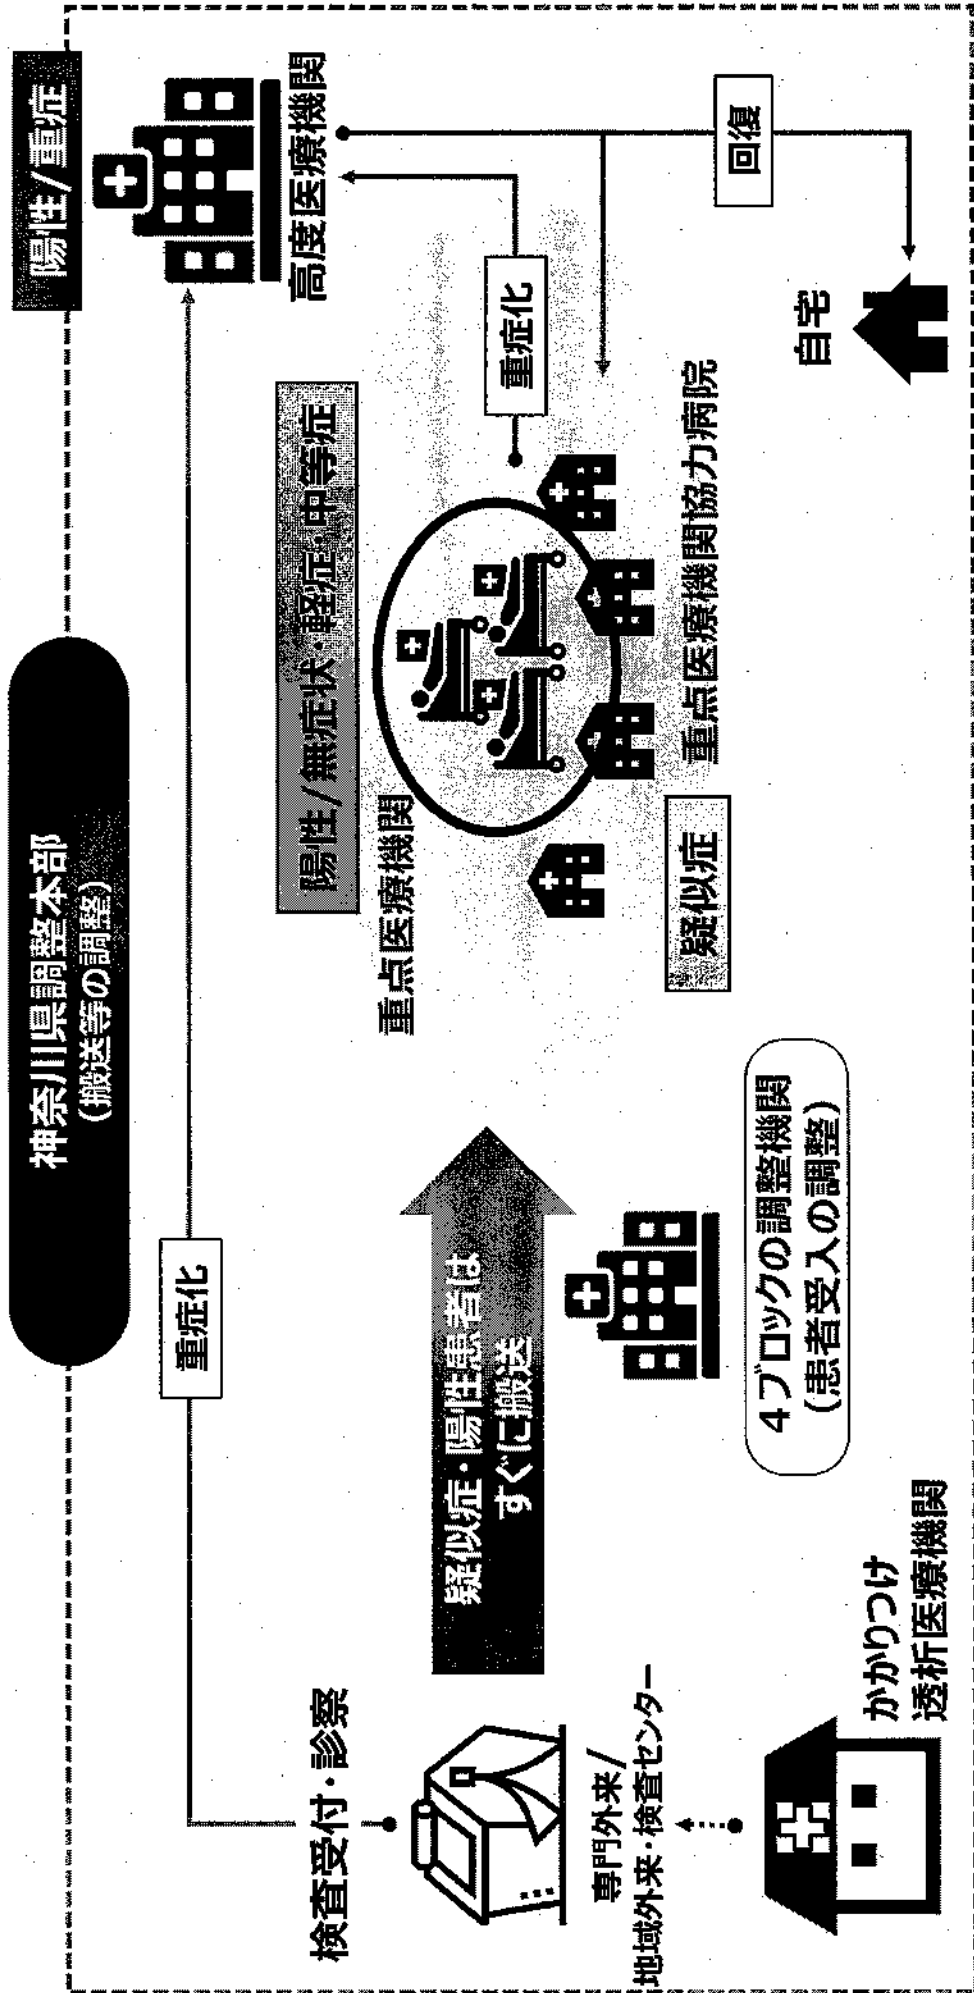 神奈川県調整本部
(搬送等の調整)
陽性/重症
重症化
高度医療機関
検査受付・診察
専門外来/
地域外来・検査センター
かかりつけ
透析医療機関
疑似症・陽性患者は
すぐに搬送
4ブロックの調整機関
(患者受入の調整)
陽性/無症状・軽症・中等症
重点医療機関
疑似症
重点医療機関協力病院
重症化
回復
自宅